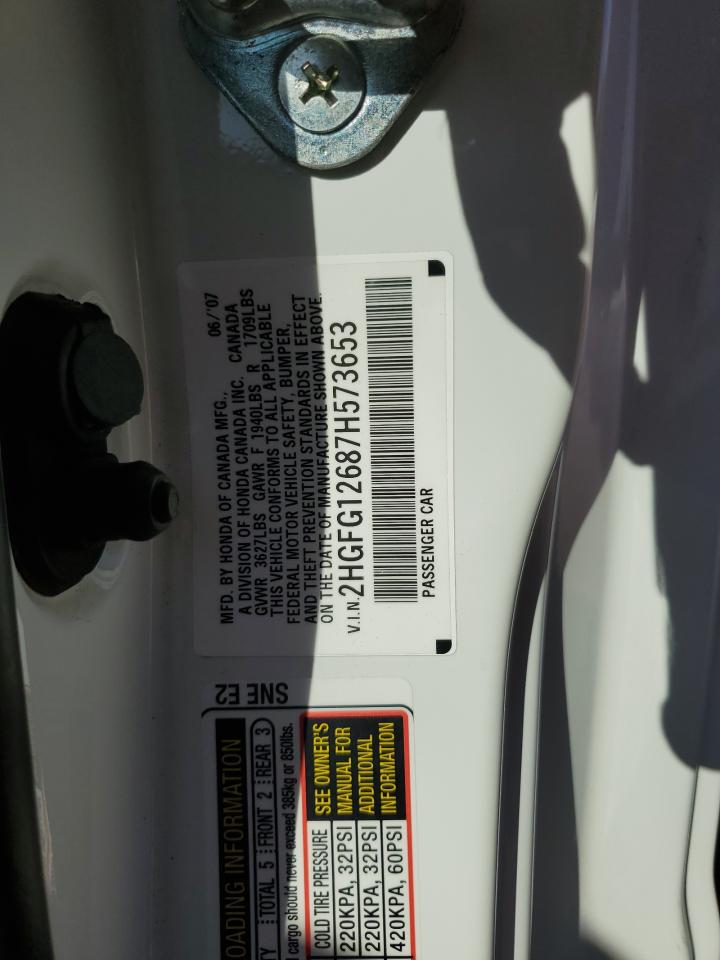 MFD. BY HONDA OF CANADA MFG., 06/'07
A DIVISION OF HONDA CANADA INC. CANADA
GVWR 3627LBS GAWR F 1940LBS R 1709LBS
THIS VEHICLE CONFORMS TO ALL APPLICABLE
FEDERAL MOTOR VEHICLE SAFETY, BUMPER,
AND THEFT PREVENTION STANDARDS IN EFFECT
ON THE DATE OF MANUFACTURE SHOWN ABOVE.
V.I.N. 2HGFG12687H573653
PASSENGER CAR
SNE E2
OADING INFORMATION
TY TOTAL 5 FRONT 2 REAR 3
d cargo should never exceed 385kg or 850lbs.
COLD TIRE PRESSURE
220KPA, 32PSI
220KPA, 32PSI
420KPA, 60PSI
SEE OWNER'S
MANUAL FOR
ADDITIONAL
INFORMATION